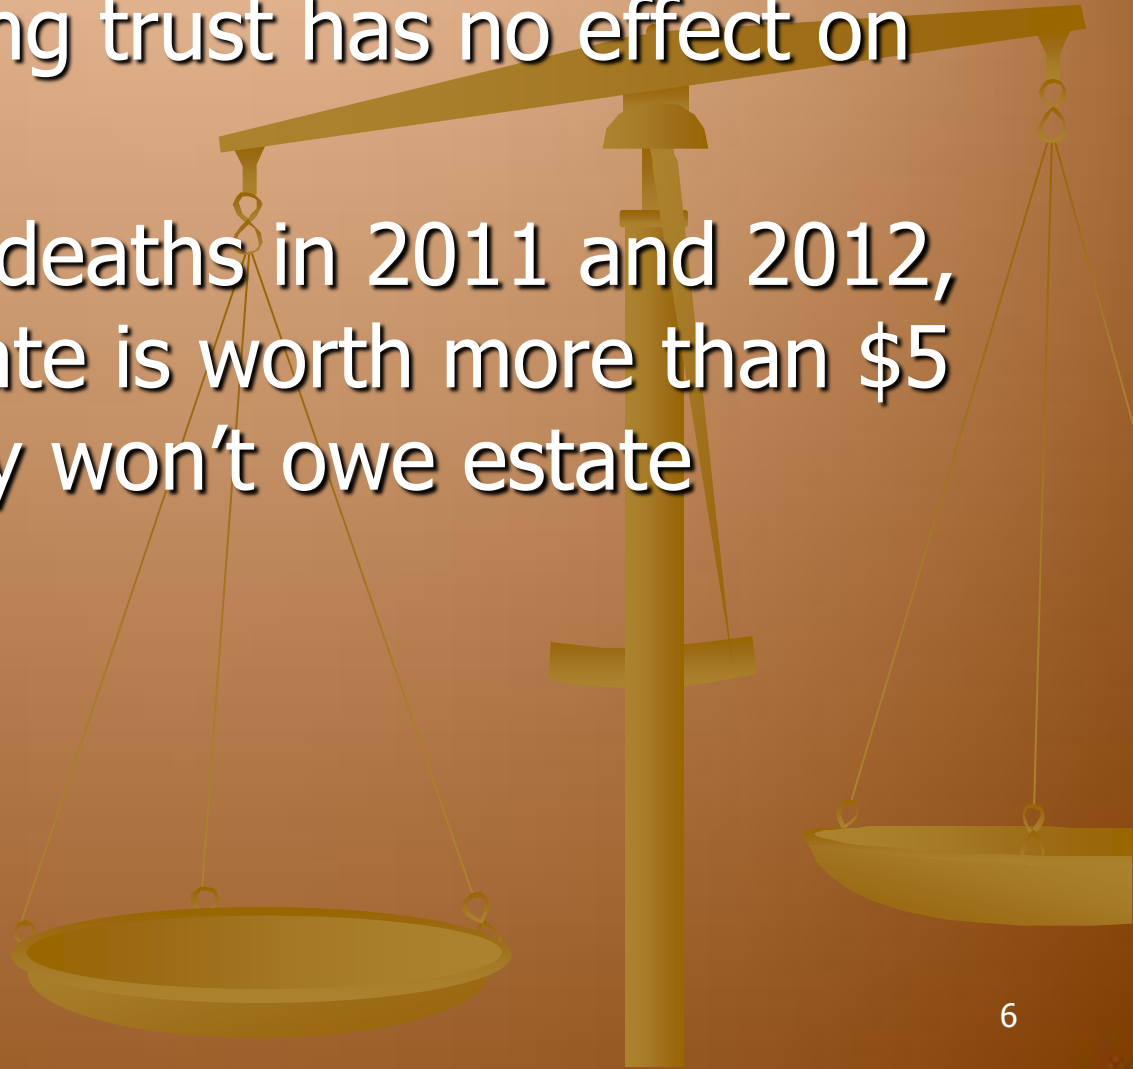 ng trust has no effect on
deaths in 2011 and 2012,
ate is worth more than $5
y won’t owe estate
6